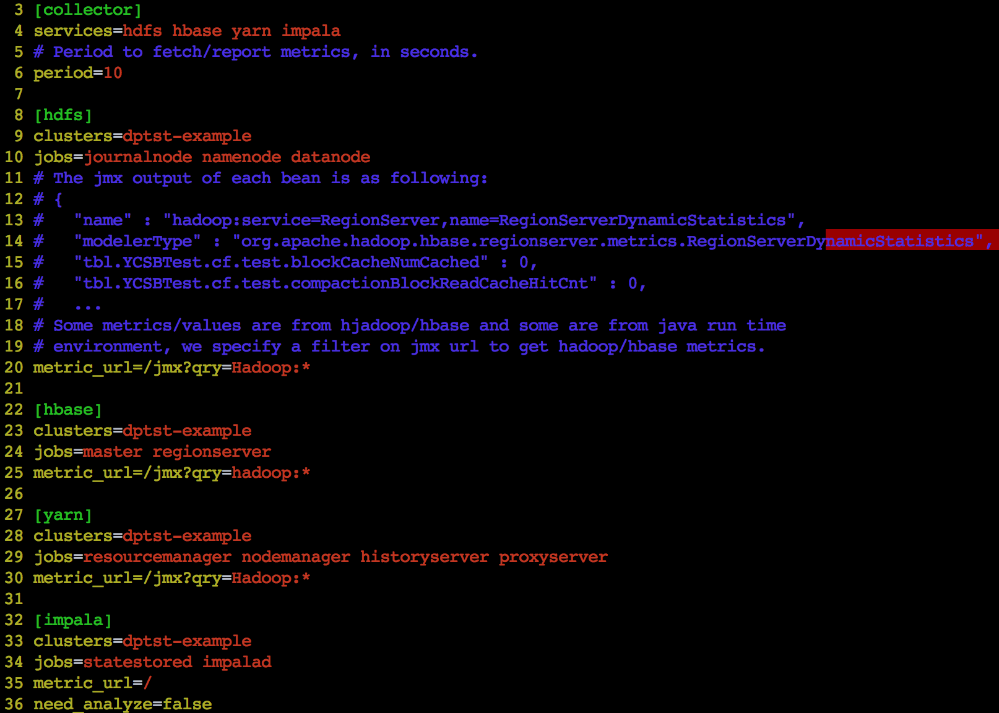 3 [collector]
4 services=hdfs hbase yarn impala
5 # Period to fetch/report metrics, in seconds.
6 period=10
7
8 [hdfs]
9 clusters=dptst-example
10 jobs=journalnode namenode datanode
11 # The jmx output of each bean is as following:
12 # {
13 #   "name" : "hadoop:service=RegionServer,name=RegionServerDynamicStatistics",
14 #   "modelerType" : "org.apache.hadoop.hbase.regionserver.metrics.RegionServerDynamicStatistics",
15 #   "tbl.YCSBTest.cf.test.blockCacheNumCached" : 0,
16 #   "tbl.YCSBTest.cf.test.compactionBlockReadCacheHitCnt" : 0,
17 #   ...
18 # Some metrics/values are from hjadoop/hbase and some are from java run time
19 # environment, we specify a filter on jmx url to get hadoop/hbase metrics.
20 metric_url=/jmx?qry=Hadoop:*
21
22 [hbase]
23 clusters=dptst-example
24 jobs=master regionserver
25 metric_url=/jmx?qry=hadoop:*
26
27 [yarn]
28 clusters=dptst-example
29 jobs=resourcemanager nodemanager historyserver proxyserver
30 metric_url=/jmx?qry=Hadoop:*
31
32 [impala]
33 clusters=dptst-example
34 jobs=statestored impalad
35 metric_url=/
36 need_analyze=false